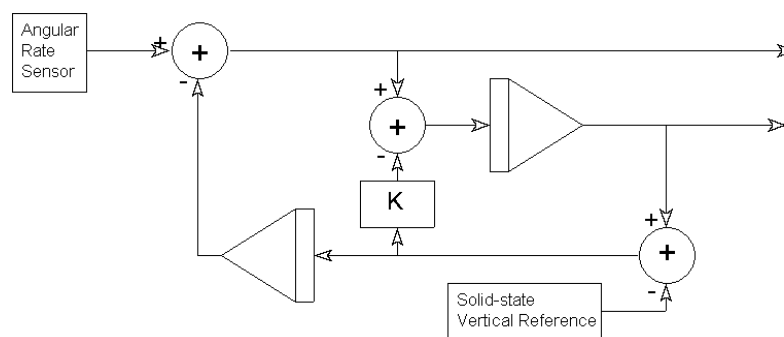 Angular
Rate
Sensor
+
+
-
+
+
-
K
+
+
-
Solid-state
Vertical Reference